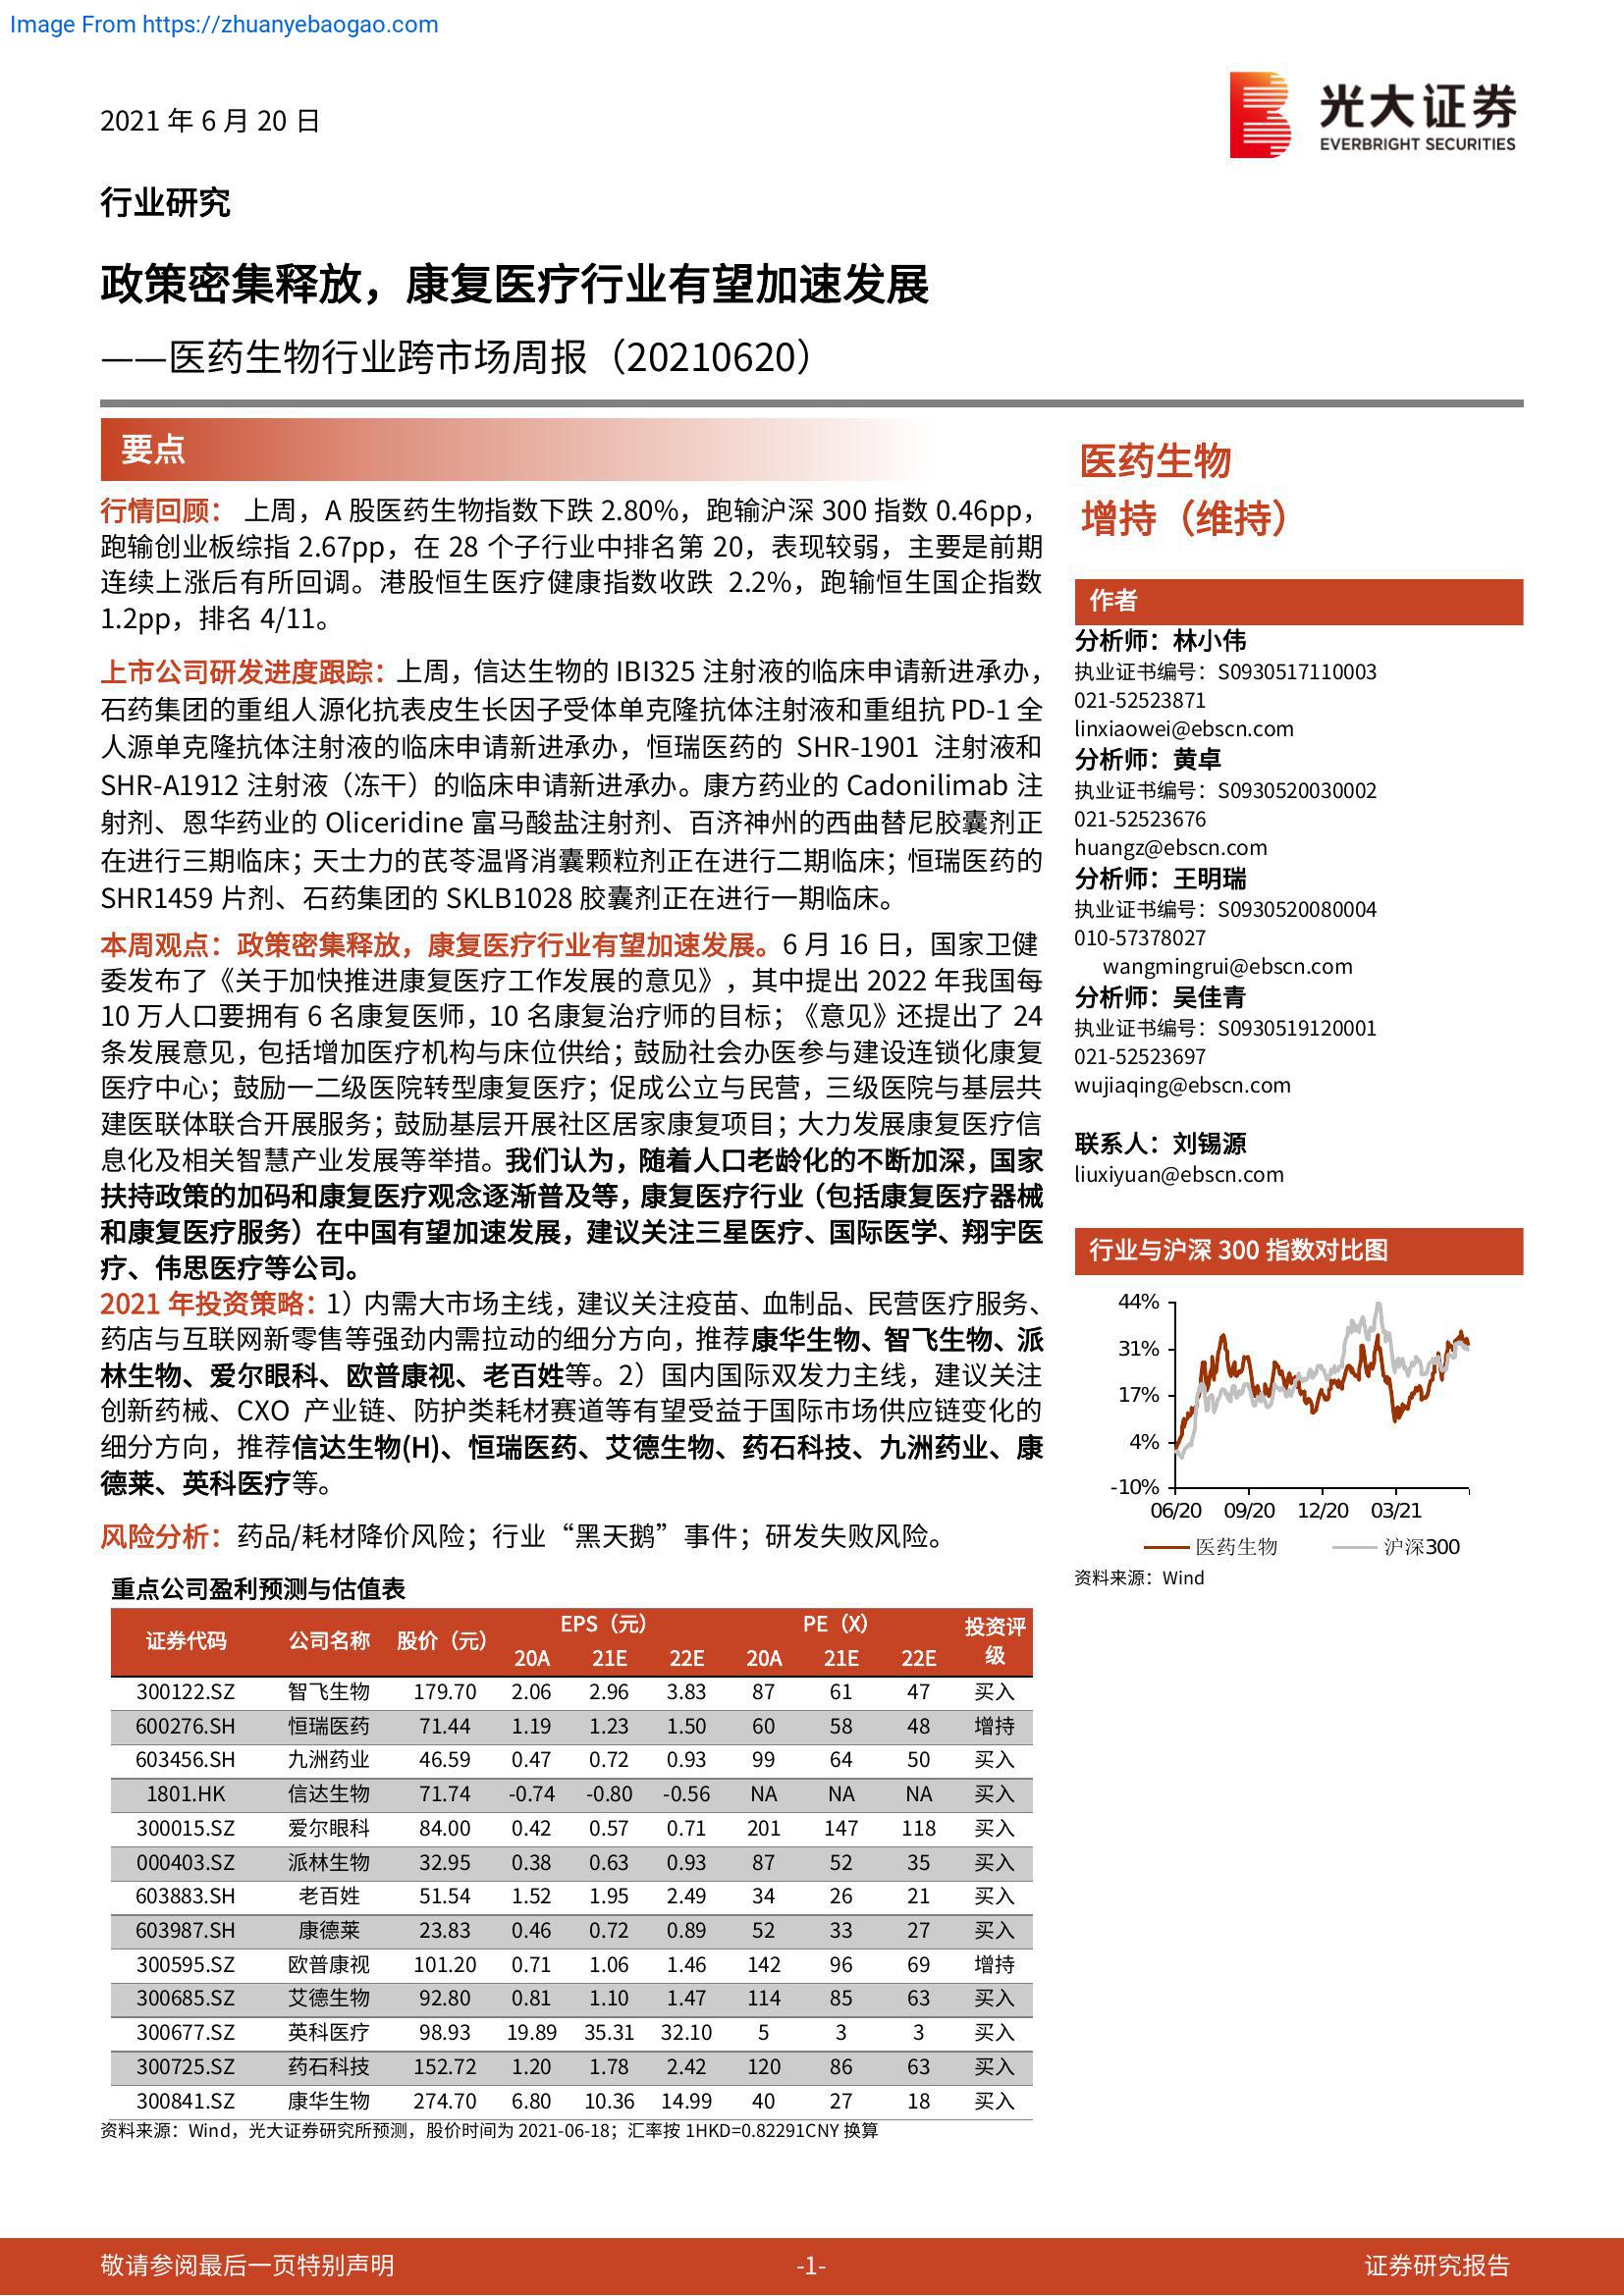 Image From https://zhuanyebaogao.com
2021 年 6 月 20 日
光大证券
EVERBRIGHT SECURITIES
行业研究
政策密集释放，康复医疗行业有望加速发展
——医药生物行业跨市场周报（20210620）
要点
行情回顾： 上周，A 股医药生物指数下跌 2.80%，跑输沪深 300 指数 0.46pp，
跑输创业板综指 2.67pp，在 28 个子行业中排名第 20，表现较弱，主要是前期
连续上涨后有所回调。港股恒生医疗健康指数收跌 2.2%，跑输恒生国企指数
1.2pp，排名 4/11。
上市公司研发进度跟踪：上周，信达生物的 IBI325 注射液的临床申请新进承办，
石药集团的重组人源化抗表皮生长因子受体单克隆抗体注射液和重组抗 PD-1 全
人源单克隆抗体注射液的临床申请新进承办，恒瑞医药的 SHR-1901 注射液和
SHR-A1912 注射液（冻干）的临床申请新进承办。康方药业的 Cadonilimab 注
射剂、恩华药业的 Oliceridine 富马酸盐注射剂、百济神州的西曲替尼胶囊剂正
在进行三期临床；天士力的芪苓温肾消囊颗粒剂正在进行二期临床；恒瑞医药的
SHR1459 片剂、石药集团的 SKLB1028 胶囊剂正在进行一期临床。
本周观点：政策密集释放，康复医疗行业有望加速发展。6 月 16 日，国家卫健
委发布了《关于加快推进康复医疗工作发展的意见》，其中提出 2022 年我国每
10 万人口要拥有 6 名康复医师，10 名康复治疗师的目标；《意见》还提出了 24
条发展意见，包括增加医疗机构与床位供给；鼓励社会办医参与建设连锁化康复
医疗中心；鼓励一二级医院转型康复医疗；促成公立与民营，三级医院与基层共
建医联体联合开展服务；鼓励基层开展社区居家康复项目；大力发展康复医疗信
息化及相关智慧产业发展等举措。我们认为，随着人口老龄化的不断加深，国家
扶持政策的加码和康复医疗观念逐渐普及等，康复医疗行业（包括康复医疗器械
和康复医疗服务）在中国有望加速发展，建议关注三星医疗、国际医学、翔宇医
疗、伟思医疗等公司。
2021 年投资策略：1）内需大市场主线，建议关注疫苗、血制品、民营医疗服务、
药店与互联网新零售等强劲内需拉动的细分方向，推荐康华生物、智飞生物、派
林生物、爱尔眼科、欧普康视、老百姓等。2）国内国际双发力主线，建议关注
创新药械、CXO 产业链、防护类耗材赛道等有望受益于国际市场供应链变化的
细分方向，推荐信达生物(H)、恒瑞医药、艾德生物、药石科技、九洲药业、康
德莱、英科医疗等。
风险分析：药品/耗材降价风险；行业“黑天鹅”事件；研发失败风险。
重点公司盈利预测与估值表
证券代码 公司名称 股价（元） EPS（元） PE（X） 投资评级
20A 21E 22E 20A 21E 22E
300122.SZ 智飞生物 179.70 2.06 2.96 3.83 87 61 47 买入
600276.SH 恒瑞医药 71.44 1.19 1.23 1.50 60 58 48 增持
603456.SH 九洲药业 46.59 0.47 0.72 0.93 99 64 50 买入
1801.HK 信达生物 71.74 -0.74 -0.80 -0.56 NA NA NA 买入
300015.SZ 爱尔眼科 84.00 0.42 0.57 0.71 201 147 118 买入
000403.SZ 派林生物 32.95 0.38 0.63 0.93 87 52 35 买入
603883.SH 老百姓 51.54 1.52 1.95 2.49 34 26 21 买入
603987.SH 康德莱 23.83 0.46 0.72 0.89 52 33 27 买入
300595.SZ 欧普康视 101.20 0.71 1.06 1.46 142 96 69 增持
300685.SZ 艾德生物 92.80 0.81 1.10 1.47 114 85 63 买入
300677.SZ 英科医疗 98.93 19.89 35.31 32.10 5 3 3 买入
300725.SZ 药石科技 152.72 1.20 1.78 2.42 120 86 63 买入
300841.SZ 康华生物 274.70 6.80 10.36 14.99 40 27 18 买入
资料来源：Wind，光大证券研究所预测，股价时间为 2021-06-18；汇率按 1HKD=0.82291CNY 换算
医药生物
增持（维持）
作者
分析师：林小伟
执业证书编号：S0930517110003
021-52523871
linxiaowei@ebscn.com
分析师：黄卓
执业证书编号：S0930520030002
021-52523676
huangz@ebscn.com
分析师：王明瑞
执业证书编号：S0930520080004
010-57378027
wangmingrui@ebscn.com
分析师：吴佳青
执业证书编号：S0930519120001
021-52523697
wujiaqing@ebscn.com
联系人：刘锡源
liuxiyuan@ebscn.com
行业与沪深 300 指数对比图
44%
31%
17%
4%
-10%
06/20 09/20 12/20 03/21
医药生物 沪深300
资料来源：Wind
敬请参阅最后一页特别声明 -1- 证券研究报告